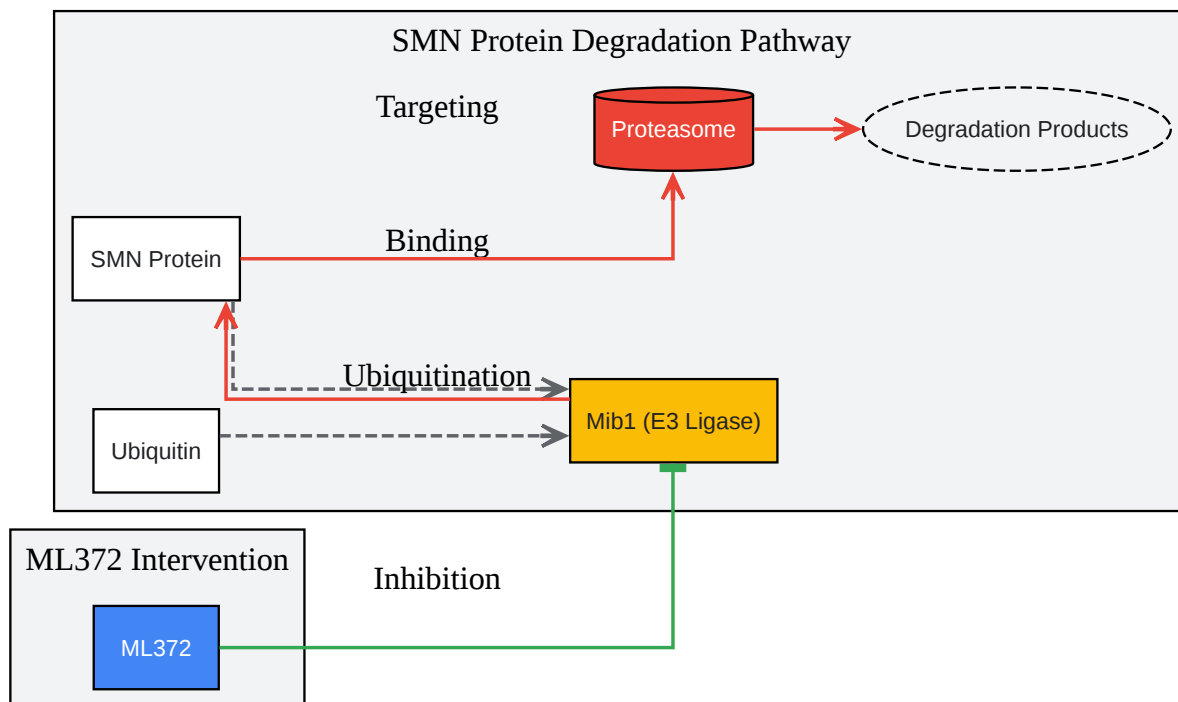 SMN Protein Degradation Pathway
Targeting
Proteasome
Degradation Products
Binding
SMN Protein
Ubiquitination
Mib1 (E3 Ligase)
Ubiquitin
ML372 Intervention
Inhibition
ML372